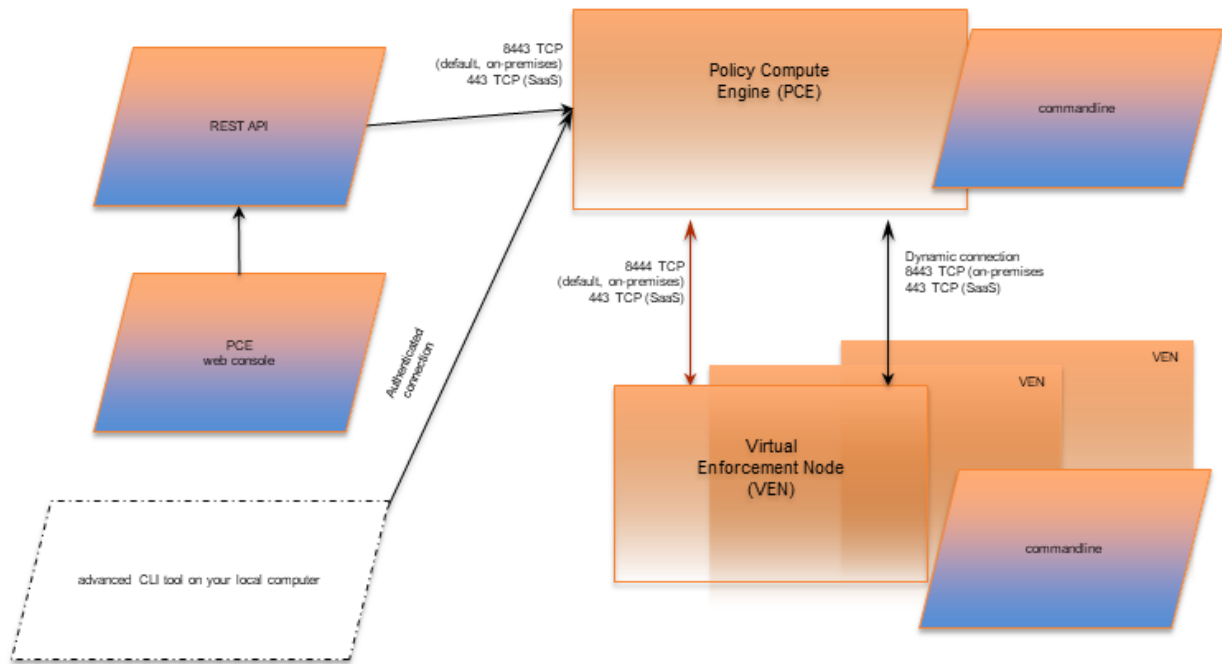 8443 TCP
(default, on-premises)
443 TCP (SaaS)
Policy Compute
Engine (PCE)
commandline
REST API
8444 TCP
(default, on-premises)
443 TCP (SaaS)
Dynamic connection
8443 TCP (on-premises
443 TCP (SaaS)
PCE
web console
Authenticated
connection
VEN
VEN
Virtual
Enforcement Node
(VEN)
commandline
advanced CLI tool on your local computer